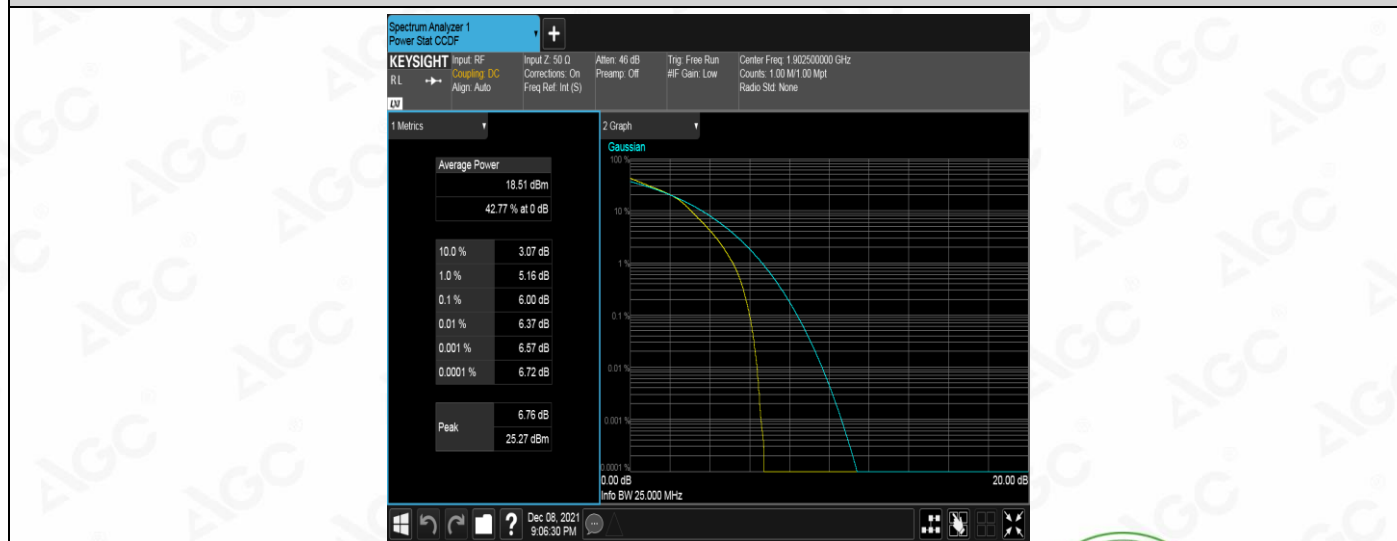 Spectrum Analyzer 1
Power Stat CCDF
+
KEYSIGHT Input: RF Input Z: 50 Ω Atten: 46 dB Trig: Free Run Center Freq: 1.902500000 GHz
RL Coupling: DC Corrections: On Preamp: Off #IF Gain: Low Counts: 1.00 M/1.00 Mpt
Align: Auto Freq Ref: Int (S) Radio Std: None
LXI
1 Metrics
Average Power
18.51 dBm
42.77 % at 0 dB
10.0 % 3.07 dB
1.0 % 5.16 dB
0.1 % 6.00 dB
0.01 % 6.37 dB
0.001 % 6.57 dB
0.0001 % 6.72 dB
Peak
6.76 dB
25.27 dBm
2 Graph
Gaussian
100 %
10 %
1 %
0.1 %
0.01 %
0.001 %
0.0001 %
0.00 dB 20.00 dB
Info BW 25.000 MHz
? Dec 08, 2021
9:06:30 PM
AGC